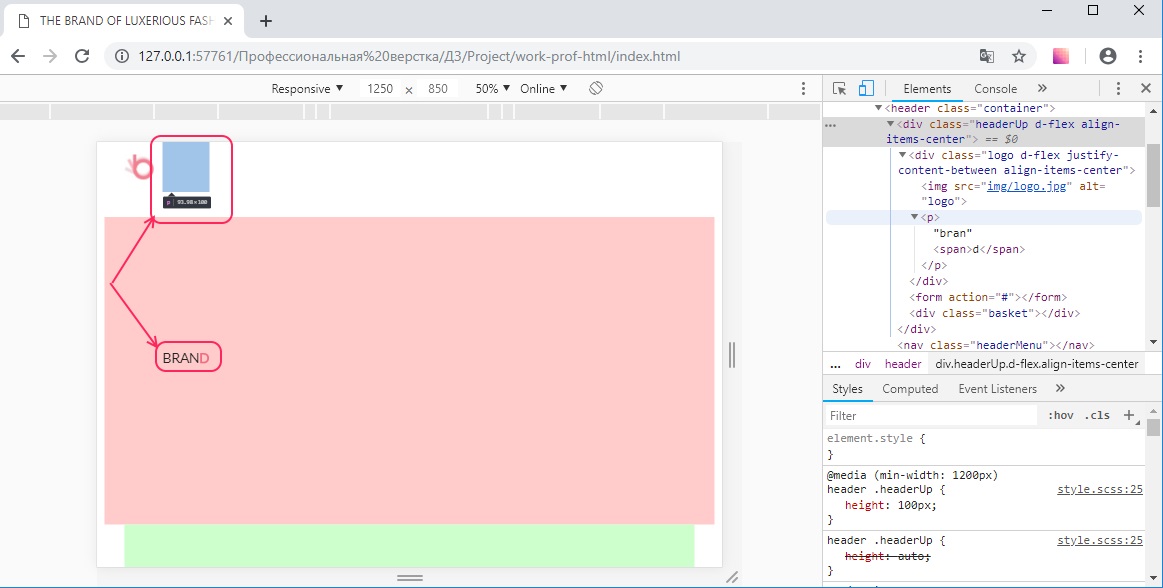 THE BRAND OF LUXERIOUS FASH
127.0.0.1:57761/Профессиональная%20верстка/ДЗ/Project/work-prof-html/index.html
Responsive ▼ 1250 × 850 50% ▼ Online ▼
Elements Console »
▼<header class="container">
… ▼<div class="headerUp d-flex align-
items-center"> == $0
▼<div class="logo d-flex justify-
content-between align-items-center">
<img src="img/logo.jpg" alt=
"logo">
▼<p>
"bran"
<span>d</span>
</p>
</div>
<form action="#"></form>
<div class="basket"></div>
</div>
<nav class="headerMenu"></nav>
... div header div.headerUp.d-flex.align-items-center
Styles Computed Event Listeners »
Filter :hov .cls +
element.style {
}
@media (min-width: 1200px)
header .headerUp { style.scss:25
height: 100px;
}
header .headerUp { style.scss:25
height: auto;
}
p 93.98×100
BRAND